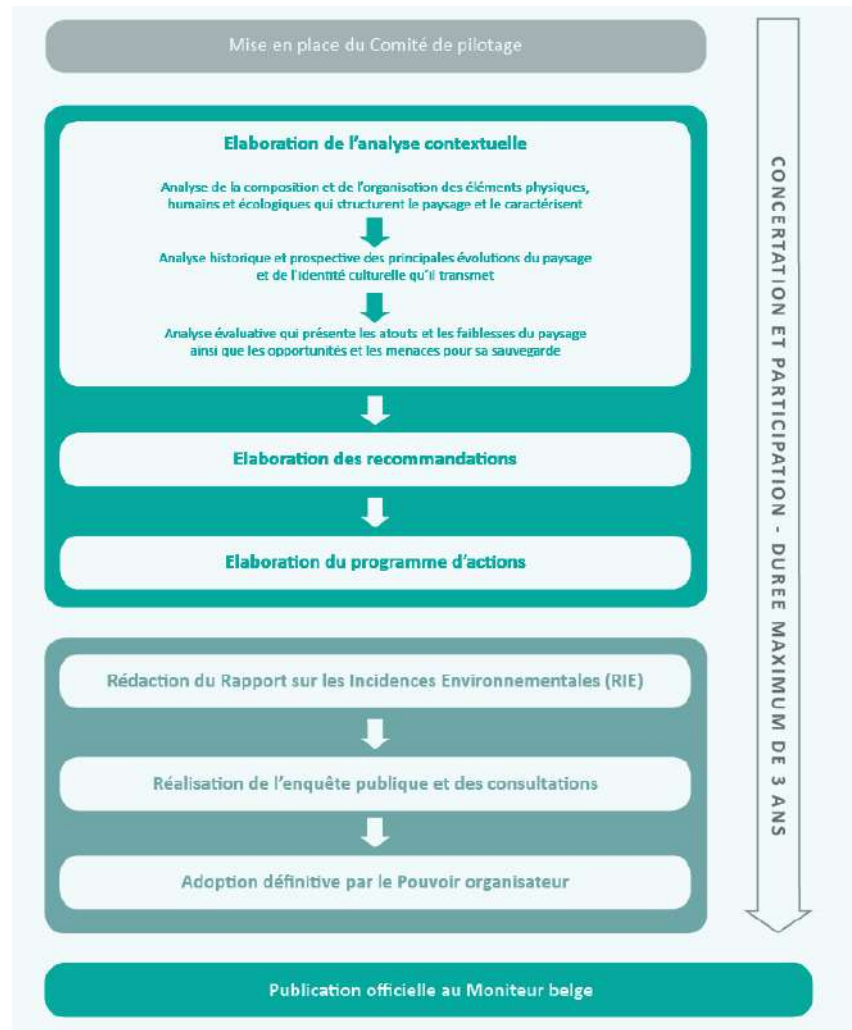 Mise en place du Comité de pilotage
Elaboration de l'analyse contextuelle
Analyse de la composition et de l'organisation des éléments physiques,
humains et écologiques qui structurent le paysage et le caractérisent
Analyse historique et prospective des principales évolutions du paysage
et de l'identité culturelle qu'il transmet
Analyse évaluative qui présente les atouts et les faiblesses du paysage
ainsi que les opportunités et les menaces pour sa sauvegarde
Elaboration des recommandations
Elaboration du programme d'actions
Rédaction du Rapport sur les Incidences Environnementales (RIE)
Réalisation de l'enquête publique et des consultations
Adoption définitive par le Pouvoir organisateur
Publication officielle au Moniteur belge
CONCERTATION ET PARTICIPATION - DUREE MAXIMUM DE 3 ANS